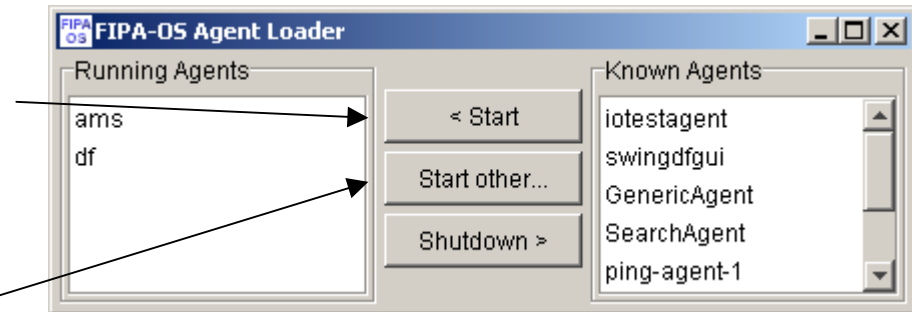 FIPA OS FIPA-OS Agent Loader
Running Agents
ams
df
< Start
Start other...
Shutdown >
Known Agents
iotestagent
swingdfgui
GenericAgent
SearchAgent
ping-agent-1